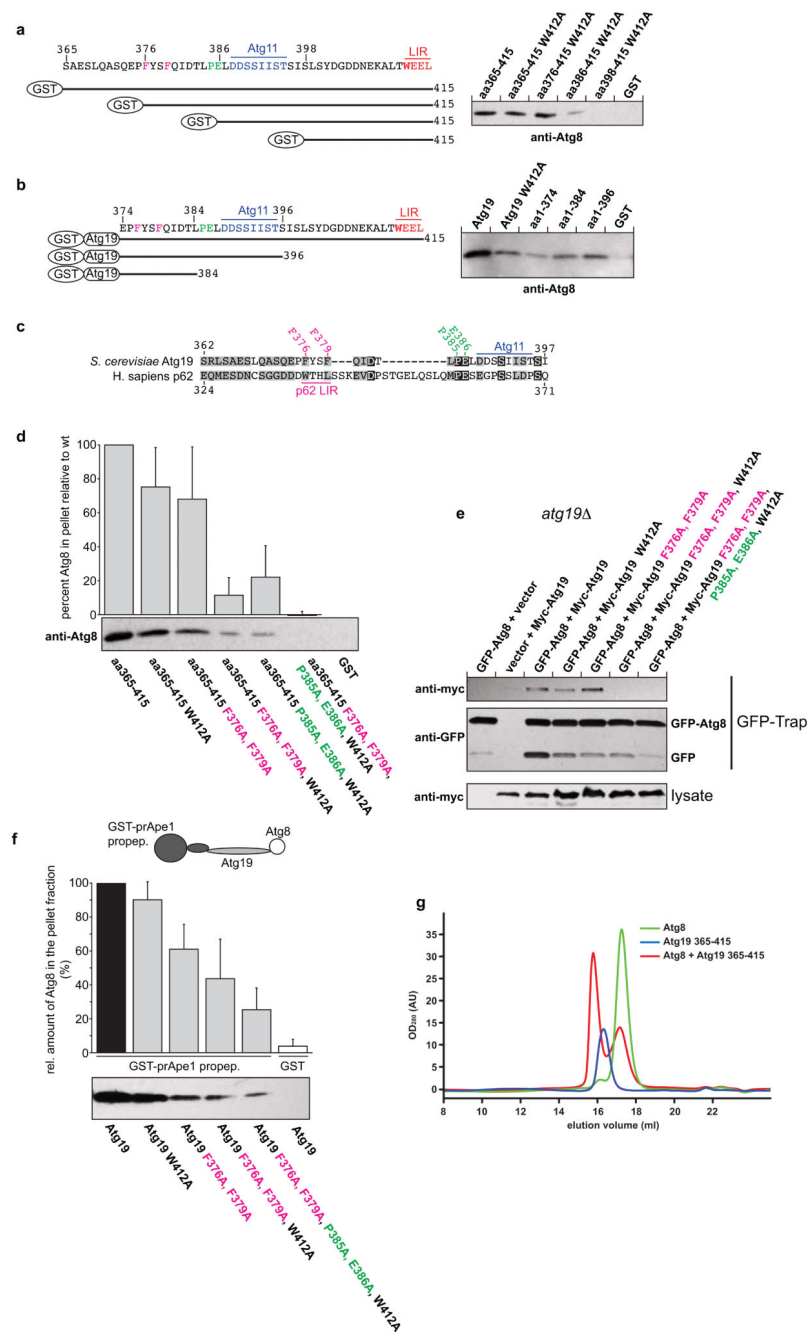 a
365 376 386 Atg11 398 LIR
SAESLQASQEPFYSFQIDTLPELDDSSIIISTSISLSYDGDDNEKALTWEEL
GST 415
GST 415
GST 415
GST 415
aa365-415
aa365-415 W412A
aa376-415 W412A
aa386-415 W412A
aa398-415 W412A
GST
anti-Atg8
b
374 384 Atg11 396 LIR
EPFYSFQIDTLPELDDSSIIISTSISLSYDGDDNEKALTWEEL
GST Atg19 415
GST Atg19 396
GST Atg19 384
Atg19
Atg19 W412A
aa1-374
aa1-384
aa1-396
GST
anti-Atg8
c
362 F376 F379 P385 E386 Atg11 397
S. cerevisiae Atg19 SRLSAESLQASQEPFYSF---QIDT----------LPELDDSSIISTSI
H. sapiens p62 EQMESDNCSGGDDDWTHLSSKEVDPSTGELQSLQMPESEGPSSLDPSQ
324 p62 LIR 371
d
percent Atg8 in pellet relative to wt
100
80
60
40
20
0
anti-Atg8
aa365-415
aa365-415 W412A
aa365-415 F376A, F379A
aa365-415 F376A, F379A, W412A
aa365-415 P385A, E386A, W412A
aa365-415 F376A, F379A, P385A, E386A, W412A
GST
e
atg19Δ
GFP-Atg8 + vector
vector + Myc-Atg19
GFP-Atg8 + Myc-Atg19
GFP-Atg8 + Myc-Atg19 W412A
GFP-Atg8 + Myc-Atg19 F376A, F379A
GFP-Atg8 + Myc-Atg19 F376A, F379A, W412A
GFP-Atg8 + Myc-Atg19 F376A, F379A, P385A, E386A, W412A
anti-myc
anti-GFP GFP-Atg8
GFP
GFP-Trap
anti-myc lysate
f
GST-prApe1 propep.
Atg19
Atg8
rel. amount of Atg8 in the pellet fraction (%)
100
80
60
40
20
0
GST-prApe1 propep. GST
Atg19
Atg19 W412A
Atg19 F376A, F379A
Atg19 F376A, F379A, W412A
Atg19 F376A, F379A, P385A, E386A, W412A
Atg19
g
Atg8
Atg19 365-415
Atg8 + Atg19 365-415
OD280 (AU)
35
30
25
20
15
10
5
0
8 10 12 14 16 18 20 22
elution volume (ml)